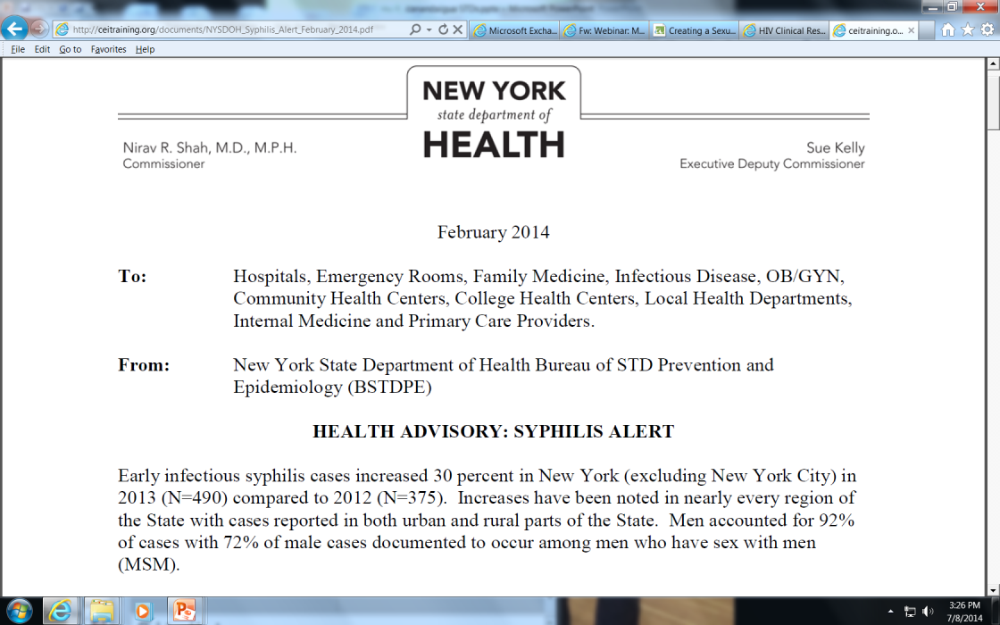 http://ceitraining.org/documents/NYSDOH_Syphilis_Alert_February_2014.pdf
Microsoft Excha...
Fw: Webinar: M...
Creating a Sexu...
HIV Clinical Res...
ceitraining.o...
File Edit Go to Favorites Help
NEW YORK
state department of
HEALTH
Nirav R. Shah, M.D., M.P.H.
Commissioner
Sue Kelly
Executive Deputy Commissioner
February 2014
To: Hospitals, Emergency Rooms, Family Medicine, Infectious Disease, OB/GYN,
Community Health Centers, College Health Centers, Local Health Departments,
Internal Medicine and Primary Care Providers.
From: New York State Department of Health Bureau of STD Prevention and
Epidemiology (BSTDPE)
HEALTH ADVISORY: SYPHILIS ALERT
Early infectious syphilis cases increased 30 percent in New York (excluding New York City) in
2013 (N=490) compared to 2012 (N=375). Increases have been noted in nearly every region of
the State with cases reported in both urban and rural parts of the State. Men accounted for 92%
of cases with 72% of male cases documented to occur among men who have sex with men
(MSM).
3:26 PM
7/8/2014